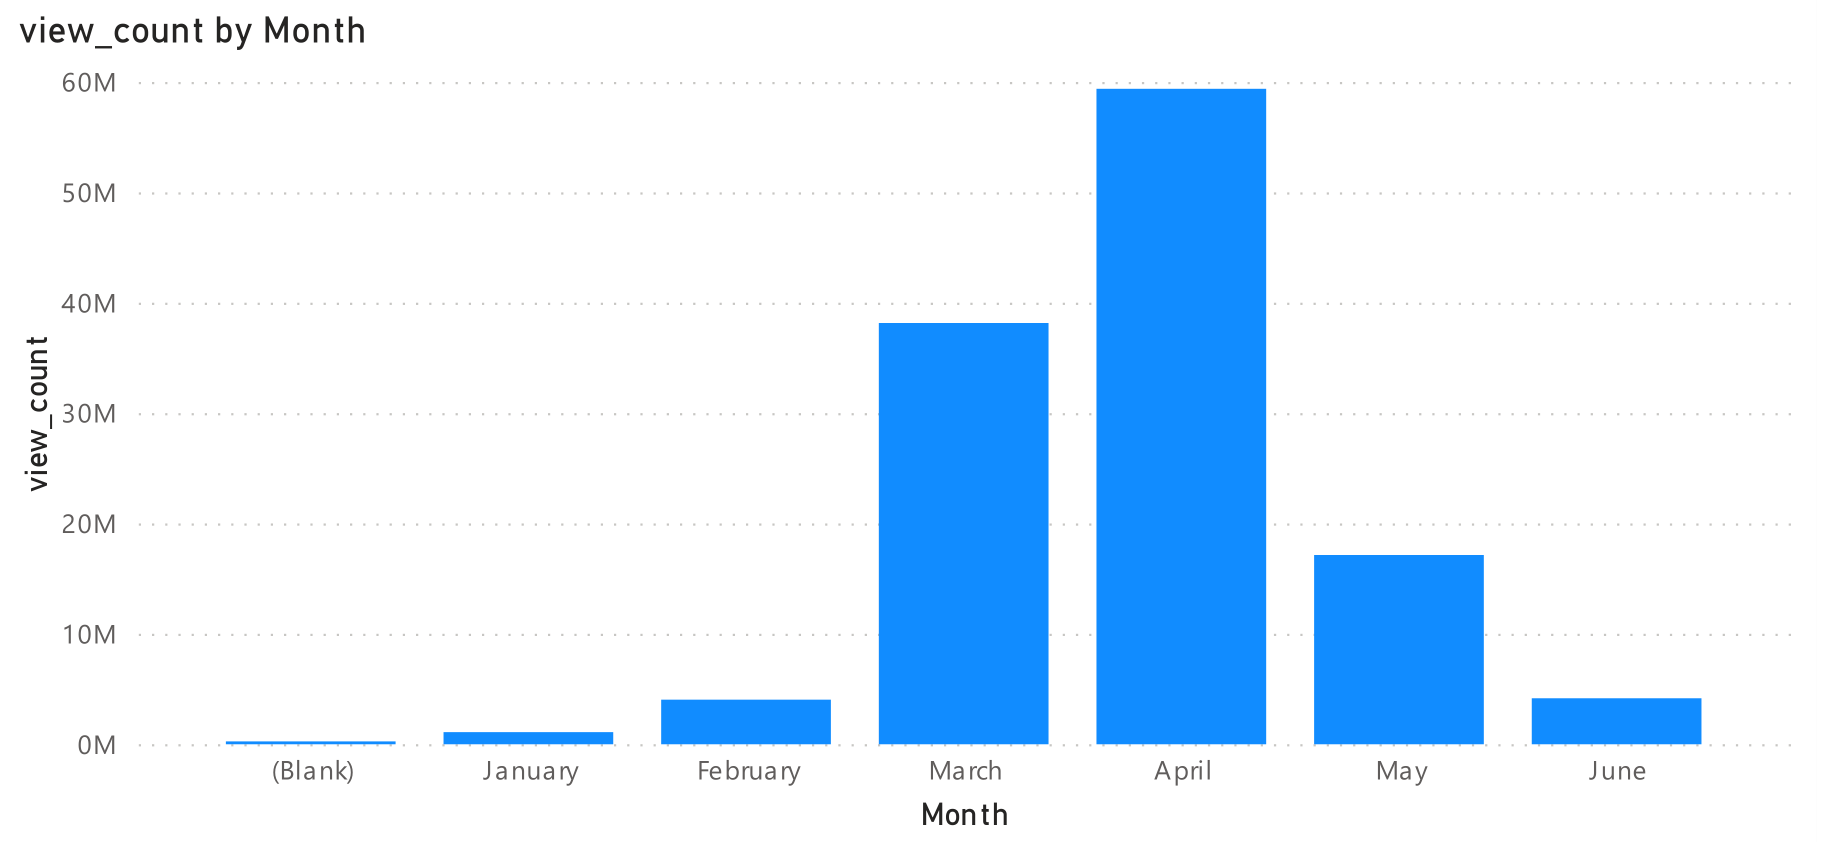 view_count by Month
60M
50M
40M
30M
20M
10M
0M
view_count
(Blank) January February March April May June
Month